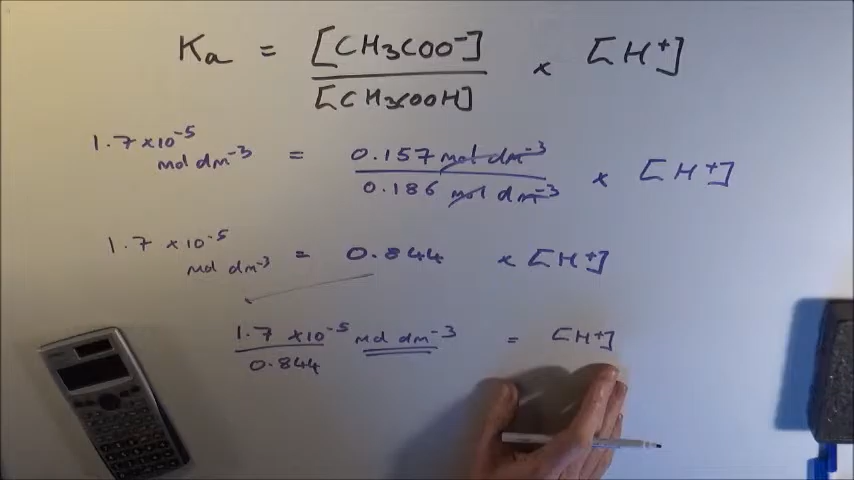 Ka = [CH3COO-] / [CH3COOH] × [H+]
1.7 ×10-5 mol dm-3 = 0.157 mol dm-3 / 0.186 mol dm-3 × [H+]
1.7 ×10-5 mol dm-3 = 0.844 × [H+]
1.7 ×10-5 / 0.844 mol dm-3 = [H+]